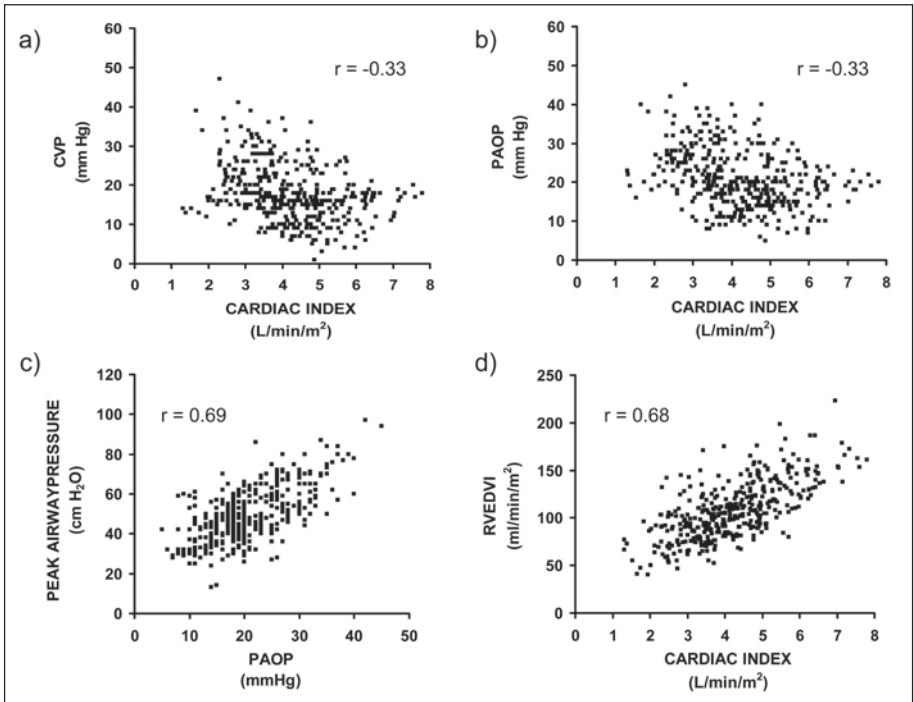 a)
r = -0.33
CVP
(mm Hg)
60
50
40
30
20
10
0
0 1 2 3 4 5 6 7 8
CARDIAC INDEX
(L/min/m²)
b)
r = -0.33
PAOP
(mm Hg)
60
50
40
30
20
10
0
0 1 2 3 4 5 6 7 8
CARDIAC INDEX
(L/min/m²)
c)
r = 0.69
PEAK AIRWAYPRESSURE
(cm H₂O)
120
100
80
60
40
20
0
0 10 20 30 40 50
PAOP
(mmHg)
d)
r = 0.68
RVEDVI
(ml/min/m²)
250
200
150
100
50
0
0 1 2 3 4 5 6 7 8
CARDIAC INDEX
(L/min/m²)